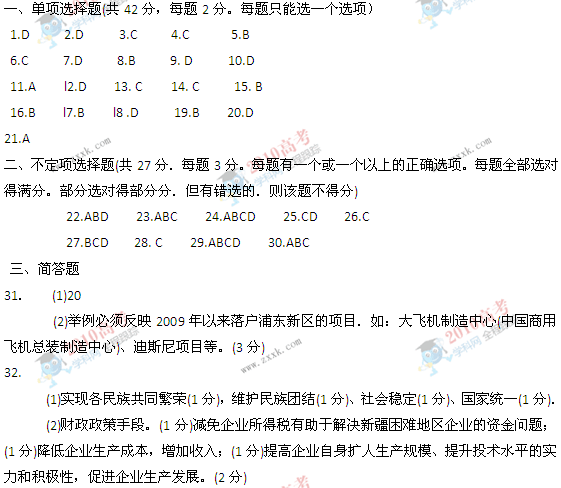 一、单项选择题(共 42 分，每题 2 分。每题只能选一个选项）
1.D 2.D 3.C 4.C 5.B
6.C 7.D 8.B 9. D 10.D
11.A l2.D 13. C 14. C 15. B
16.B l7.B l8 .D 19.B 20.D
21.A
二、不定项选择题(共 27 分．每题 3 分。每题有一个或一个以上的正确选项。每题全部选对
得满分。部分选对得部分分．但有错选的．则该题不得分)
22.ABD 23.ABC 24.ABCD 25.CD 26.C
27.BCD 28. C 29.ABCD 30.ABC
三、简答题
31. (1)20
(2)举例必须反映 2009 年以来落户浦东新区的项目．如：大飞机制造中心(中国商用
飞机总装制造中心)、迪斯尼项目等。(3 分)
32.
(1)实现各民族共同繁荣(1 分)，维护民族团结(1 分)、社会稳定(1 分)、国家统一(1 分)．
(2)财政政策手段。(1 分)减免企业所得税有助于解决新疆困难地区企业的资金问题；
(1 分)降低企业生产成本，增加收入；(1 分)提高企业自身扩人生产规模、提升投术水平的实
力和积极性，促进企业生产发展。(2 分)